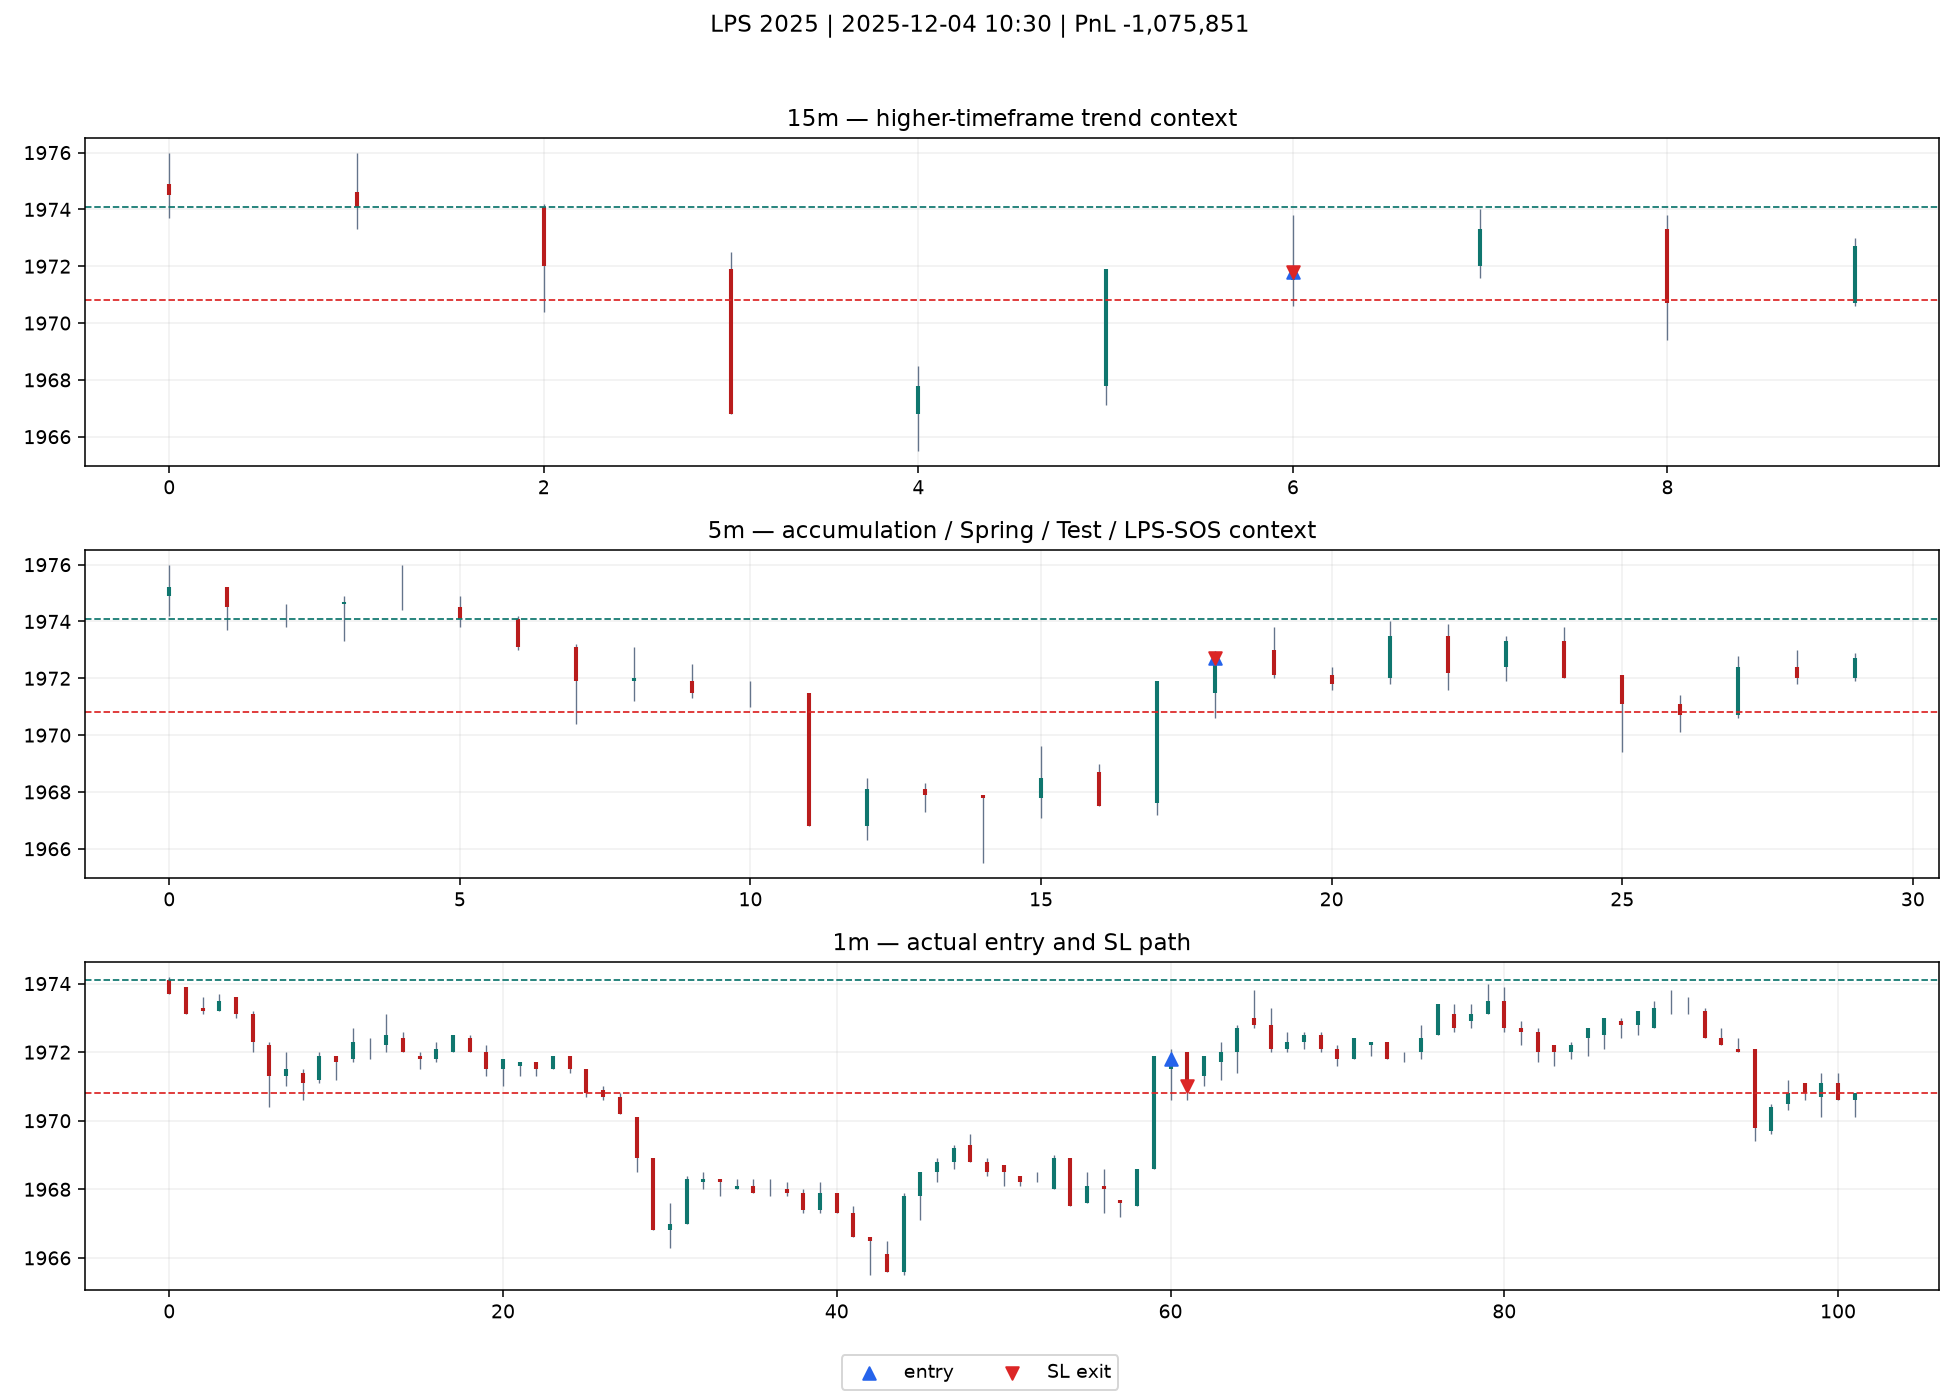 LPS 2025 | 2025-12-04 10:30 | PnL -1,075,851
15m — higher-timeframe trend context
1976
1974
1972
1970
1968
1966
0 2 4 6 8
5m — accumulation / Spring / Test / LPS-SOS context
1976
1974
1972
1970
1968
1966
0 5 10 15 20 25 30
1m — actual entry and SL path
1974
1972
1970
1968
1966
0 20 40 60 80 100
entry SL exit